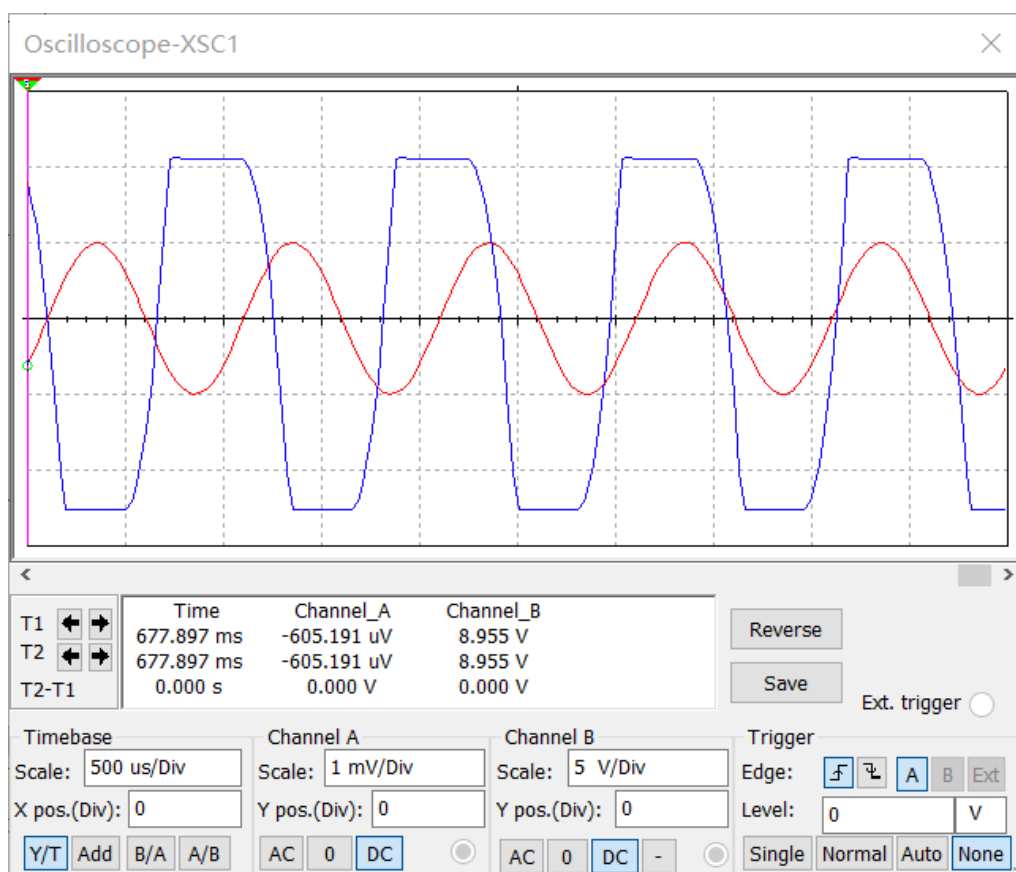 Oscilloscope-XSC1
T1
T2
T2-T1
Time Channel_A Channel_B
677.897 ms -605.191 uV 8.955 V
677.897 ms -605.191 uV 8.955 V
0.000 s 0.000 V 0.000 V
Reverse
Save
Ext. trigger
Timebase
Scale: 500 us/Div
X pos.(Div): 0
Y/T Add B/A A/B
Channel A
Scale: 1 mV/Div
Y pos.(Div): 0
AC 0 DC
Channel B
Scale: 5 V/Div
Y pos.(Div): 0
AC 0 DC -
Trigger
Edge: A B Ext
Level: 0 V
Single Normal Auto None